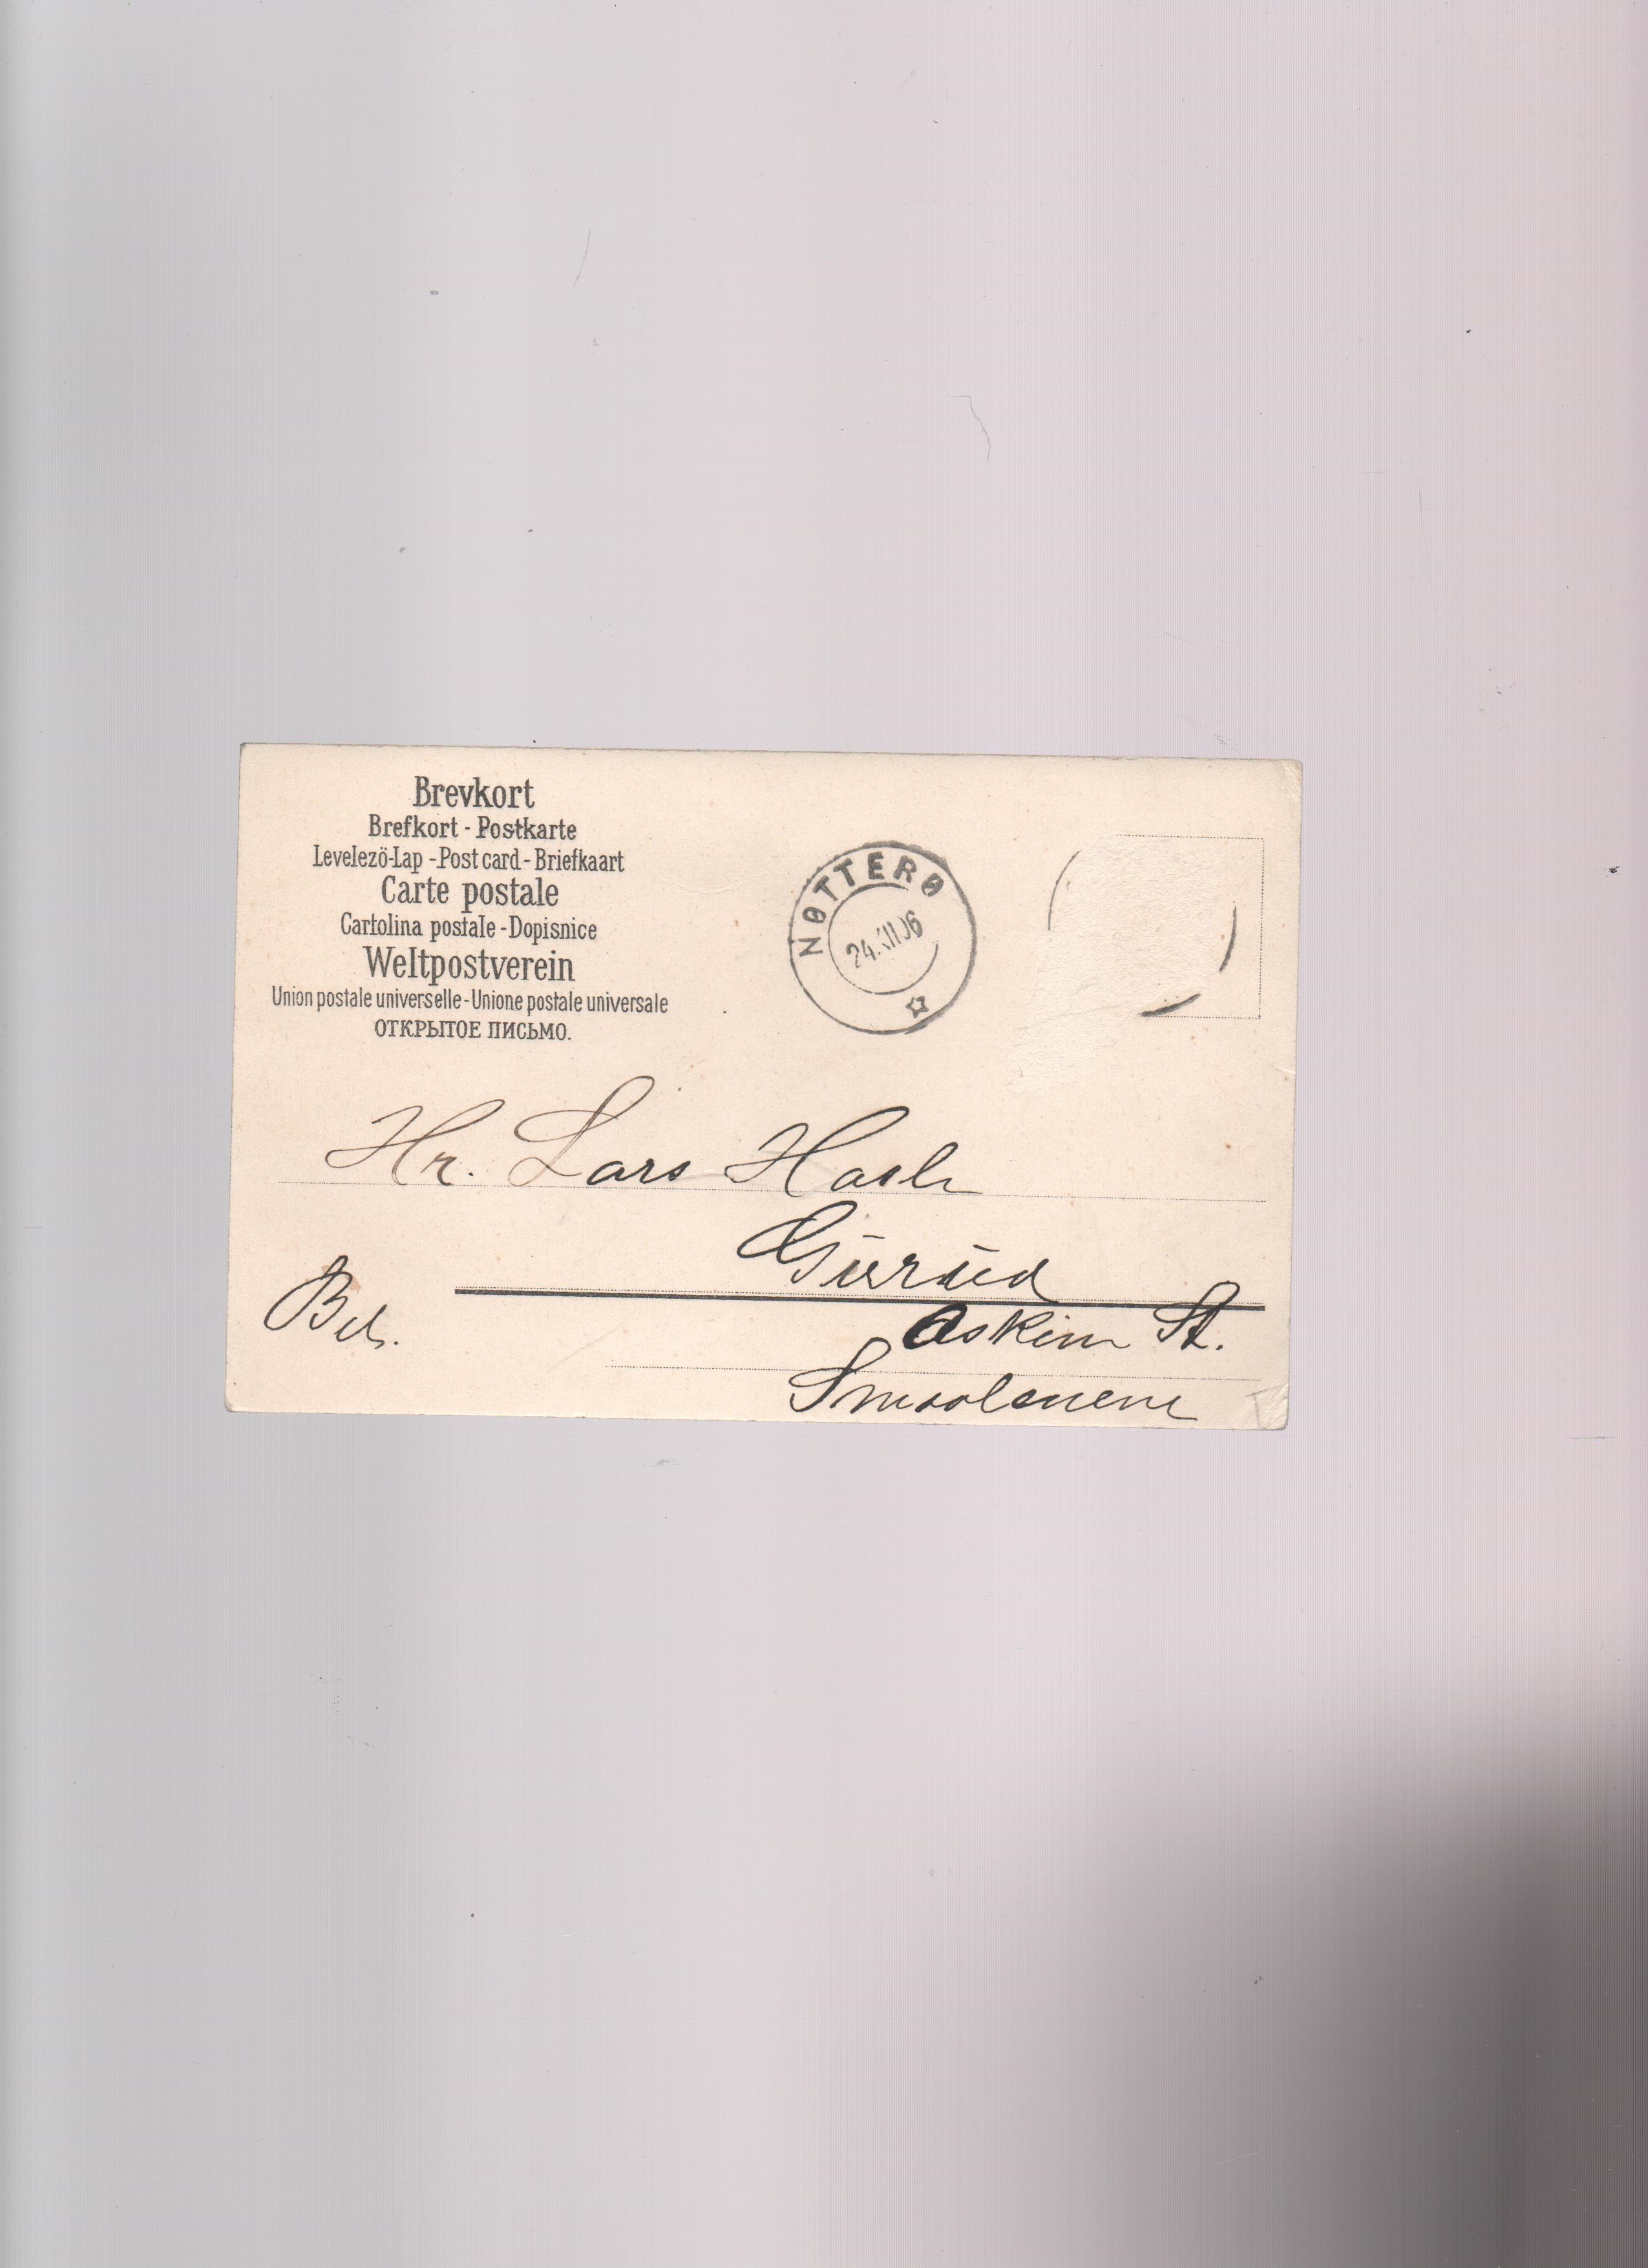 Brevkort
Brefkort - Postkarte
Levelezö-Lap - Post card - Briefkaart
Carte postale
Cartolina postale - Dopisnice
Weltpostverein
Union postale universelle - Unione postale universale
ОТКРЫТОЕ ПИСЬМО.
NØTTERØ
24.XII 06
Hr. Lars Hasle
Askim St.
Smaalenene